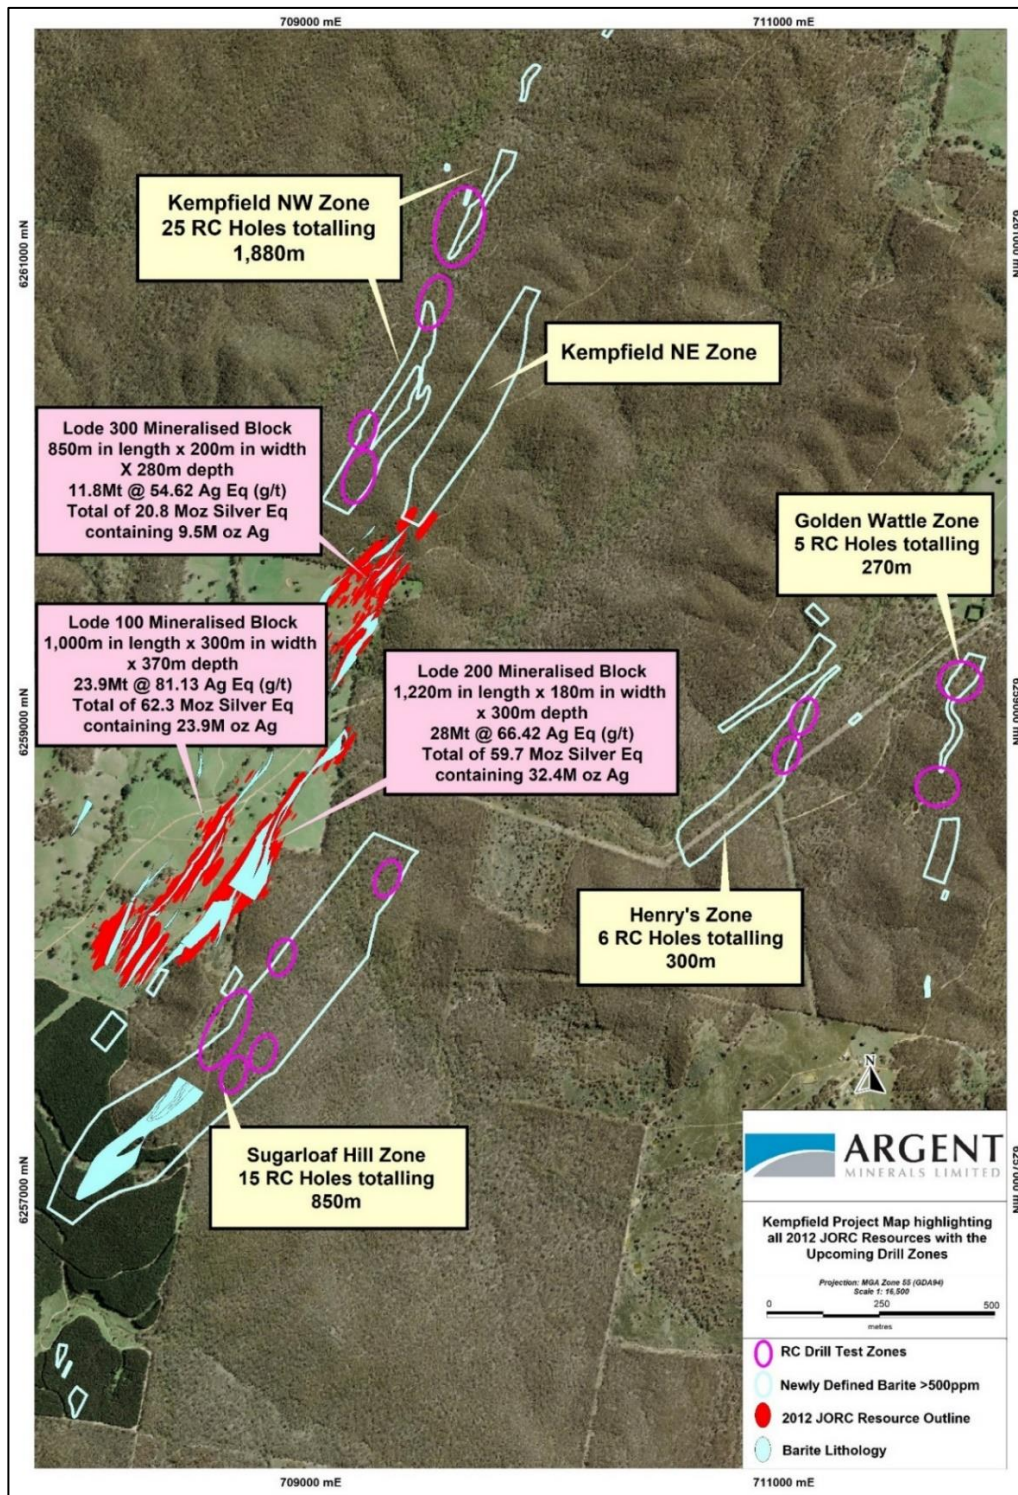 709000 mE
711000 mE
6261000 mN
6261000 mN
Kempfield NW Zone
25 RC Holes totalling
1,880m
Kempfield NE Zone
Lode 300 Mineralised Block
850m in length x 200m in width
X 280m depth
11.8Mt @ 54.62 Ag Eq (g/t)
Total of 20.8 Moz Silver Eq
containing 9.5M oz Ag
Golden Wattle Zone
5 RC Holes totalling
270m
Lode 100 Mineralised Block
1,000m in length x 300m in width
x 370m depth
23.9Mt @ 81.13 Ag Eq (g/t)
Total of 62.3 Moz Silver Eq
containing 23.9M oz Ag
Lode 200 Mineralised Block
1,220m in length x 180m in width
x 300m depth
28Mt @ 66.42 Ag Eq (g/t)
Total of 59.7 Moz Silver Eq
containing 32.4M oz Ag
6259000 mN
6259000 mN
Henry's Zone
6 RC Holes totalling
300m
Sugarloaf Hill Zone
15 RC Holes totalling
850m
6257000 mN
6257000 mN
N
ARGENT
MINERALS LIMITED
Kempfield Project Map highlighting
all 2012 JORC Resources with the
Upcoming Drill Zones
Projection: MGA Zone 55 (GDA94)
Scale 1: 16,500
0 250 500
metres
RC Drill Test Zones
Newly Defined Barite >500ppm
2012 JORC Resource Outline
Barite Lithology
709000 mE
711000 mE